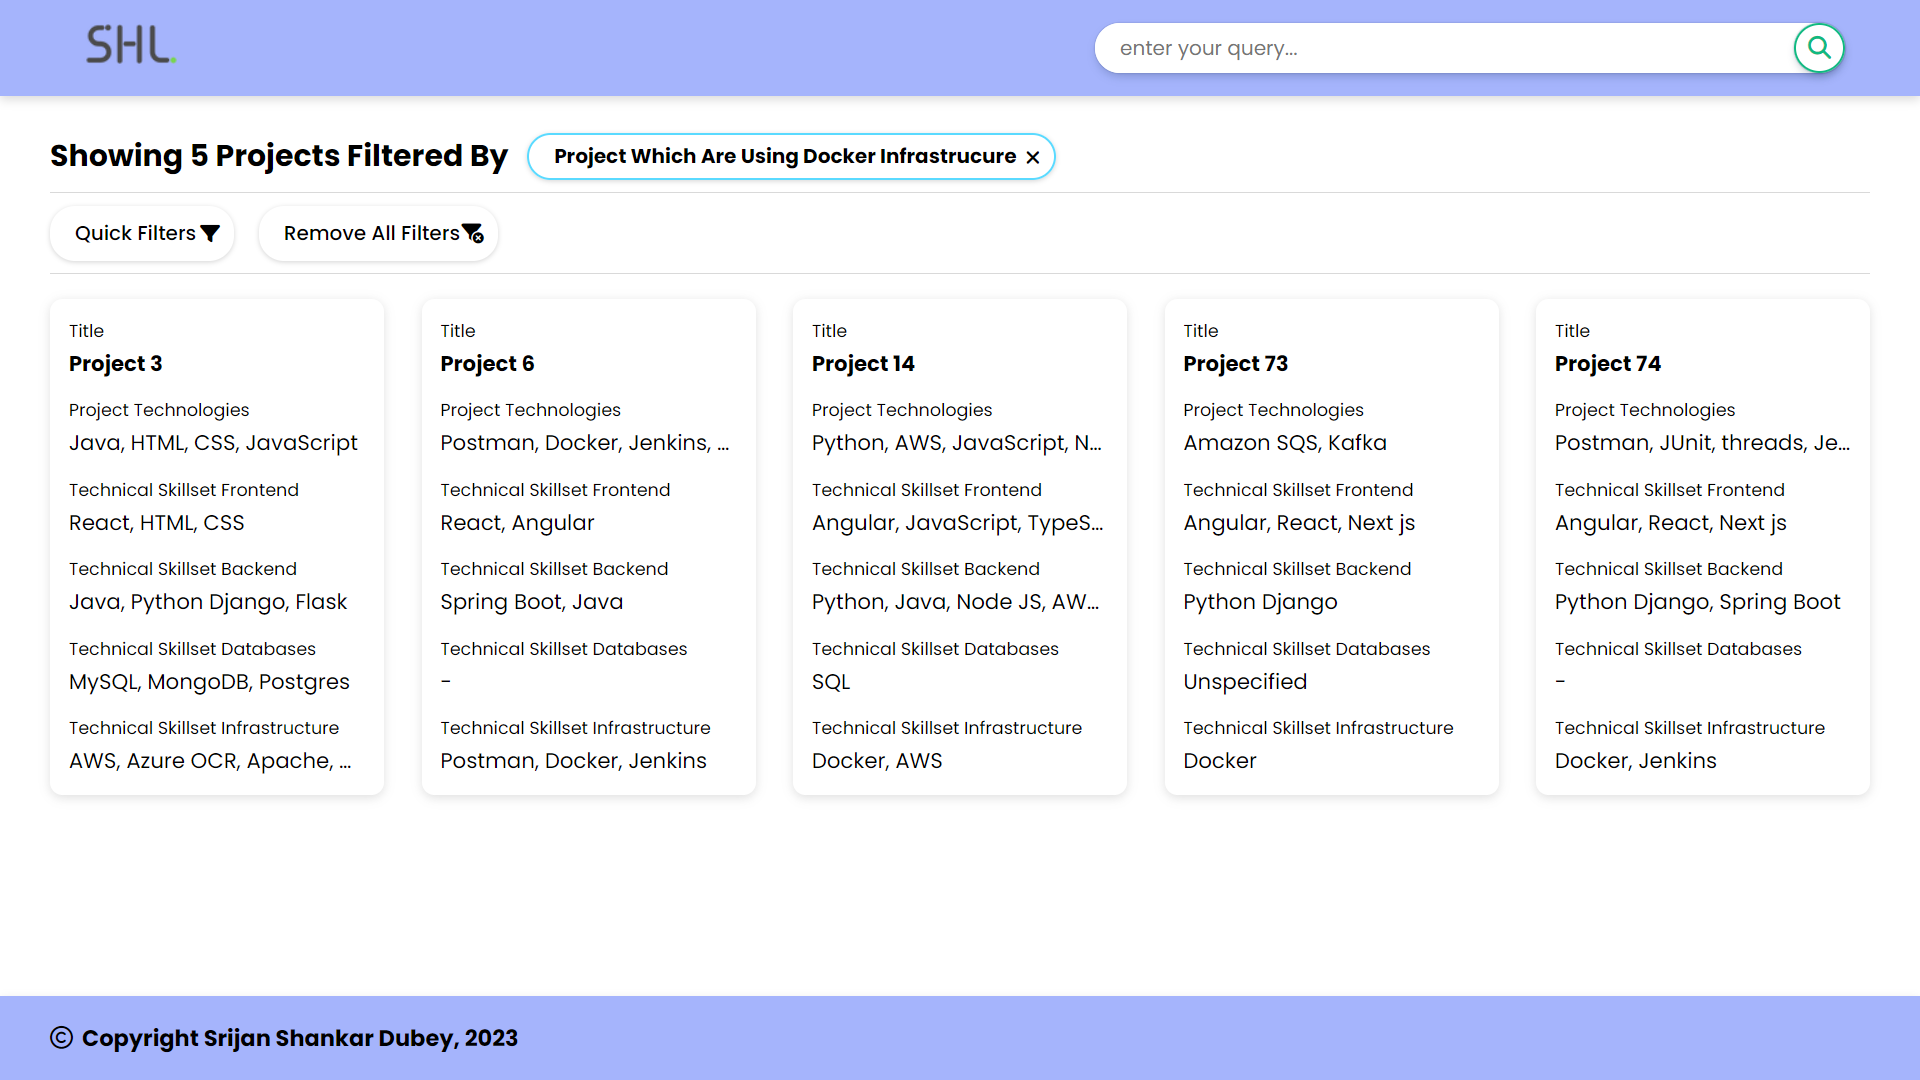 SHL.
enter your query...
Showing 5 Projects Filtered By
Project Which Are Using Docker Infrastrucure ×
Quick Filters
Remove All Filters
Title
Project 3
Project Technologies
Java, HTML, CSS, JavaScript
Technical Skillset Frontend
React, HTML, CSS
Technical Skillset Backend
Java, Python Django, Flask
Technical Skillset Databases
MySQL, MongoDB, Postgres
Technical Skillset Infrastructure
AWS, Azure OCR, Apache, ...
Title
Project 6
Project Technologies
Postman, Docker, Jenkins, ...
Technical Skillset Frontend
React, Angular
Technical Skillset Backend
Spring Boot, Java
Technical Skillset Databases
-
Technical Skillset Infrastructure
Postman, Docker, Jenkins
Title
Project 14
Project Technologies
Python, AWS, JavaScript, N...
Technical Skillset Frontend
Angular, JavaScript, TypeS...
Technical Skillset Backend
Python, Java, Node JS, AW...
Technical Skillset Databases
SQL
Technical Skillset Infrastructure
Docker, AWS
Title
Project 73
Project Technologies
Amazon SQS, Kafka
Technical Skillset Frontend
Angular, React, Next js
Technical Skillset Backend
Python Django
Technical Skillset Databases
Unspecified
Technical Skillset Infrastructure
Docker
Title
Project 74
Project Technologies
Postman, JUnit, threads, Je...
Technical Skillset Frontend
Angular, React, Next js
Technical Skillset Backend
Python Django, Spring Boot
Technical Skillset Databases
-
Technical Skillset Infrastructure
Docker, Jenkins
© Copyright Srijan Shankar Dubey, 2023